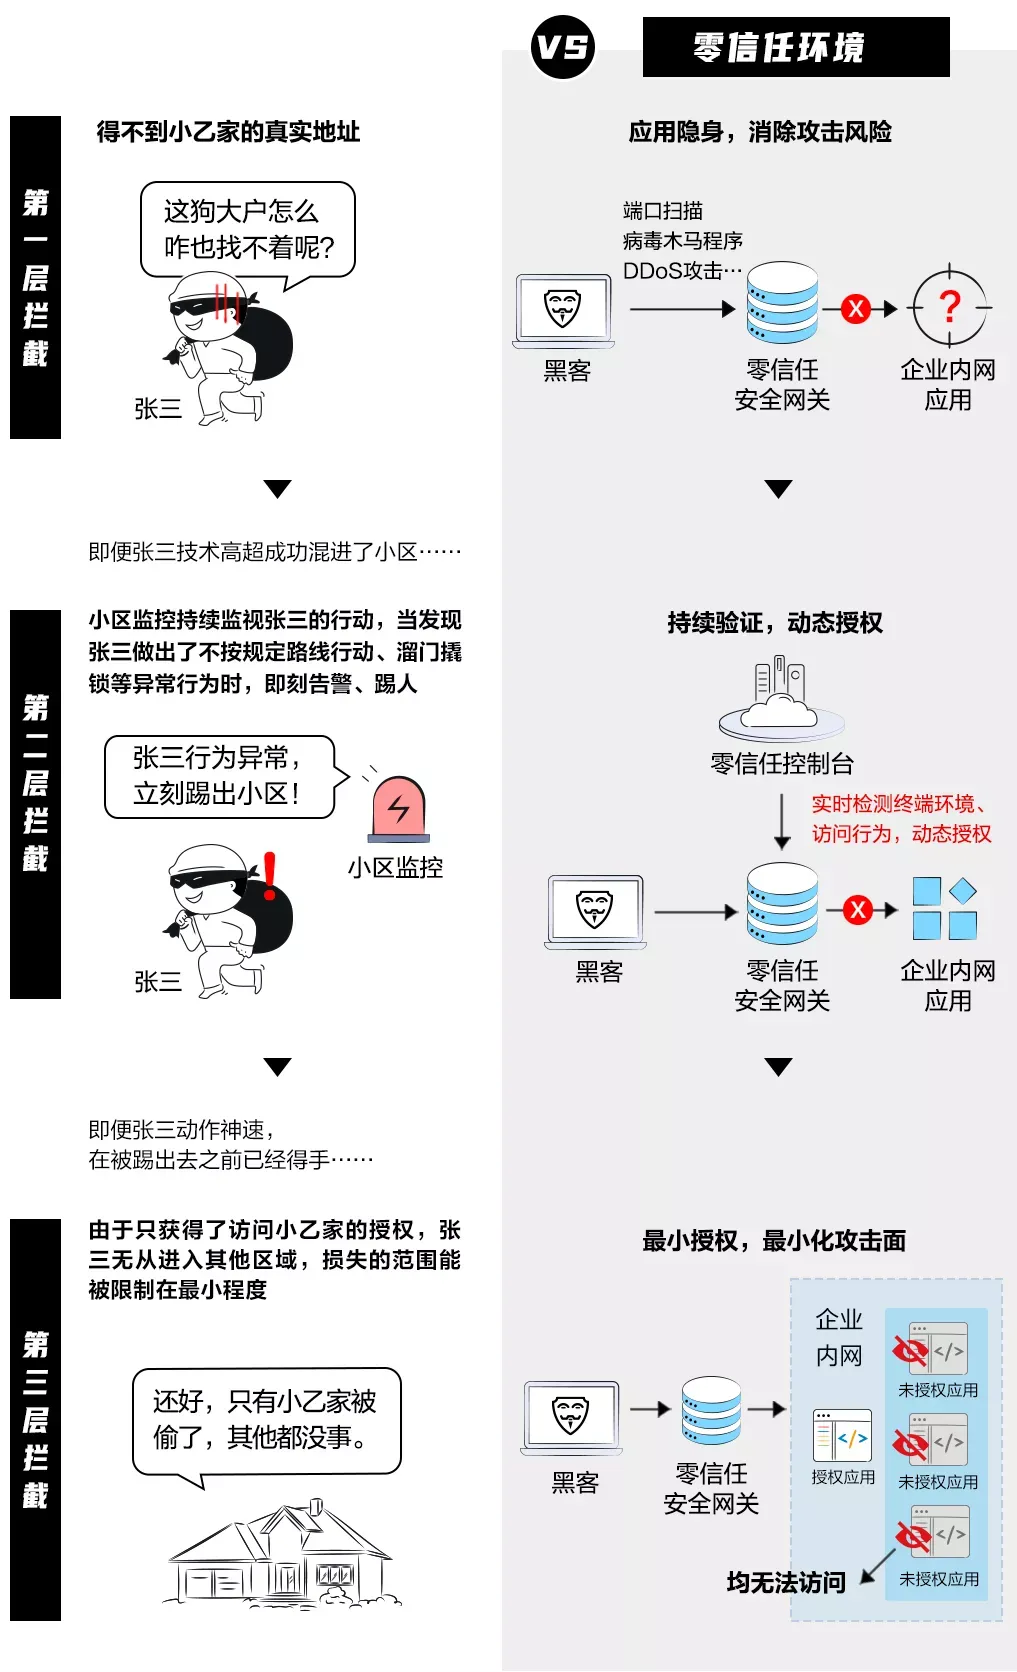 VS
零信任环境
第一层拦截
得不到小乙家的真实地址
这狗大户怎么
咋也找不着呢?
张三
应用隐身，消除攻击风险
端口扫描
病毒木马程序
DDoS攻击…
黑客
零信任
安全网关
X
?
企业内网
应用
即便张三技术高超成功混进了小区……
第二层拦截
小区监控持续监视张三的行动，当发现
张三做出了不按规定路线行动、溜门撬
锁等异常行为时，即刻告警、踢人
张三行为异常，
立刻踢出小区！
小区监控
!
张三
持续验证，动态授权
零信任控制台
实时检测终端环境、
访问行为，动态授权
黑客
零信任
安全网关
X
企业内网
应用
即便张三动作神速，
在被踢出去之前已经得手……
第三层拦截
由于只获得了访问小乙家的授权，张
三无从进入其他区域，损失的范围能
被限制在最小程度
还好，只有小乙家被
偷了，其他都没事。
最小授权，最小化攻击面
黑客
零信任
安全网关
企业
内网
</>
授权应用
</>
未授权应用
</>
未授权应用
</>
未授权应用
均无法访问